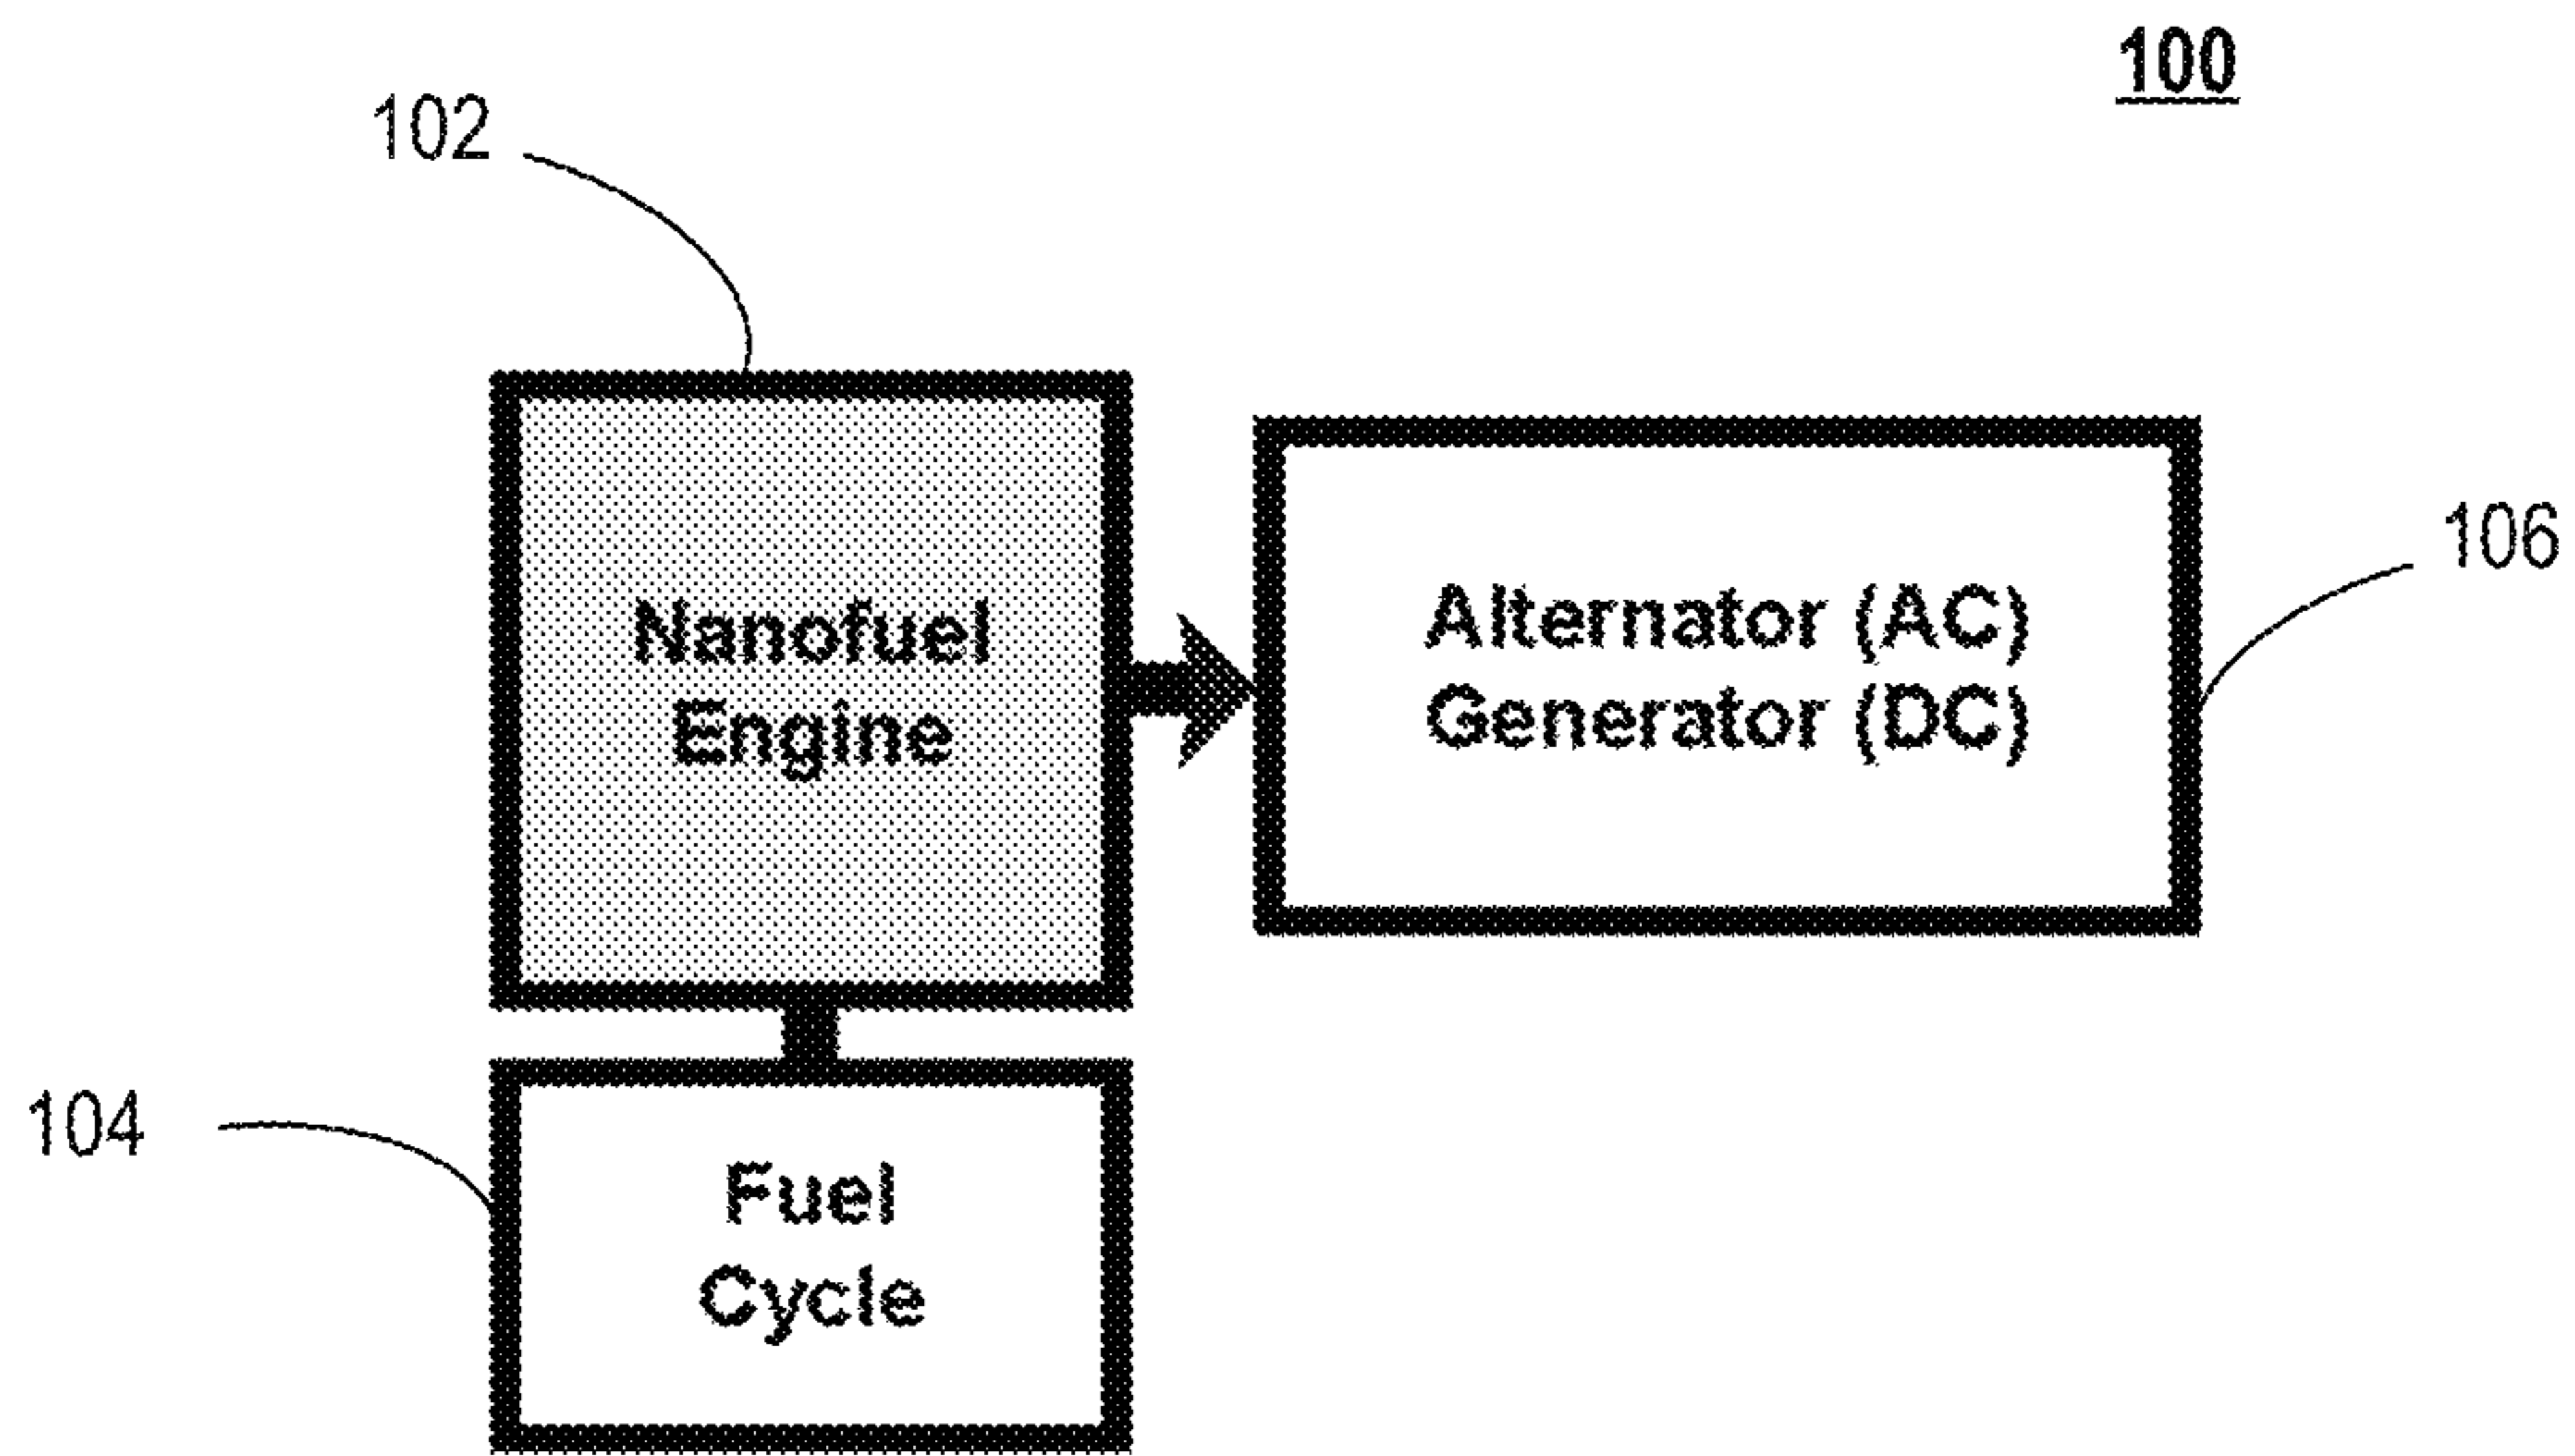 100
102
Nanofuel
Engine
Alternator (AC)
Generator (DC)
106
104
Fuel
Cycle